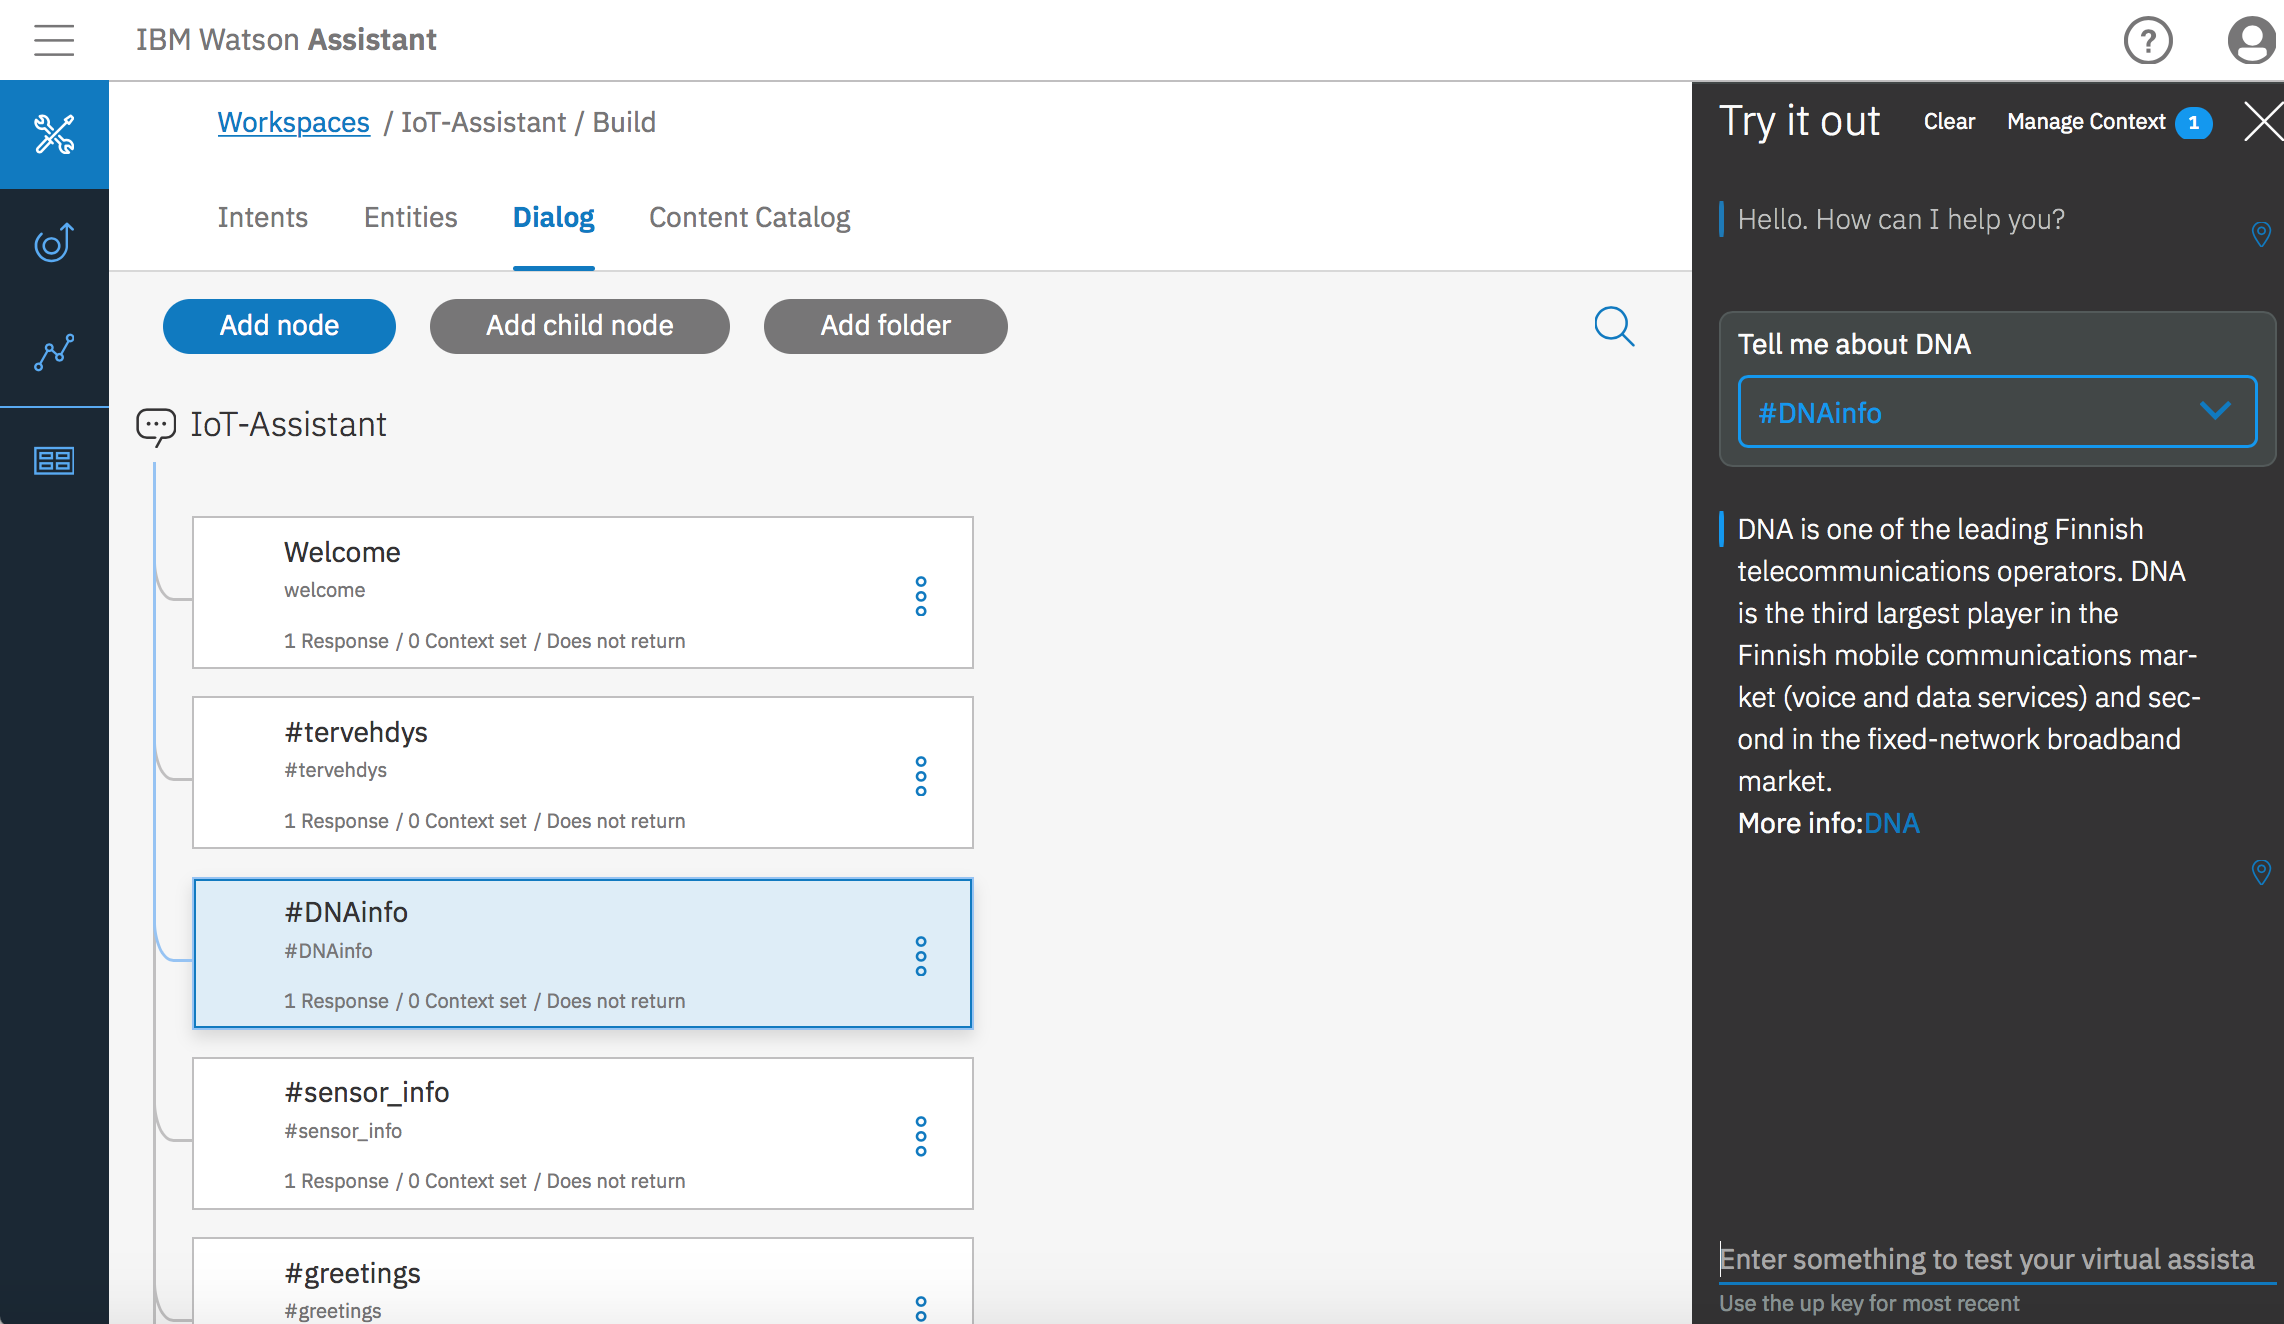 IBM Watson Assistant
?
Workspaces / IoT-Assistant / Build
Intents Entities Dialog Content Catalog
Add node Add child node Add folder
IoT-Assistant
Welcome
welcome
1 Response / 0 Context set / Does not return
#tervehdys
#tervehdys
1 Response / 0 Context set / Does not return
#DNAinfo
#DNAinfo
1 Response / 0 Context set / Does not return
#sensor_info
#sensor_info
1 Response / 0 Context set / Does not return
#greetings
#greetings
Try it out Clear Manage Context 1
Hello. How can I help you?
Tell me about DNA
#DNAinfo
DNA is one of the leading Finnish
telecommunications operators. DNA
is the third largest player in the
Finnish mobile communications mar-
ket (voice and data services) and sec-
ond in the fixed-network broadband
market.
More info:DNA
Enter something to test your virtual assista
Use the up key for most recent